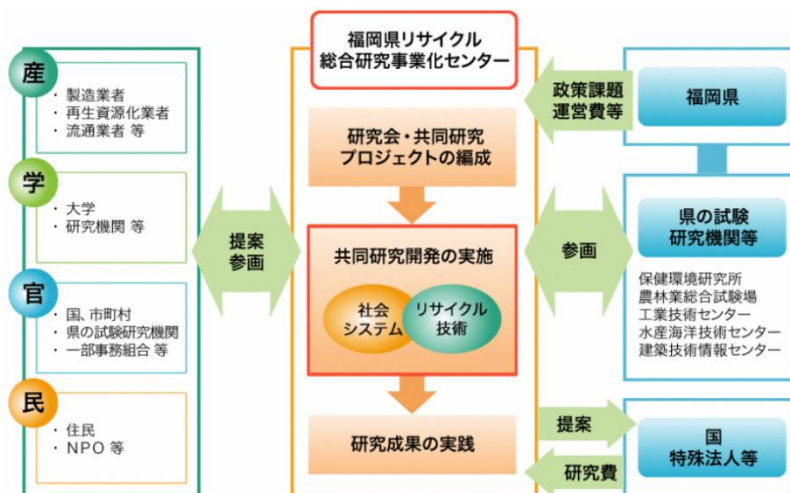 産
・ 製造業者
・ 再生資源化業者
・ 流通業者 等
学
・ 大学
・ 研究機関 等
官
・ 国、市町村
・ 県の試験研究機関
・ 一部事務組合 等
民
・ 住民
・ NPO 等
提案
参画
福岡県リサイクル
総合研究事業化センター
研究会・共同研究
プロジェクトの編成
共同研究開発の実施
社会
システム
リサイクル
技術
研究成果の実践
政策課題
運営費等
参画
提案
研究費
福岡県
県の試験
研究機関等
保健環境研究所
農林業総合試験場
工業技術センター
水産海洋技術センター
建築技術情報センター
国
特殊法人等